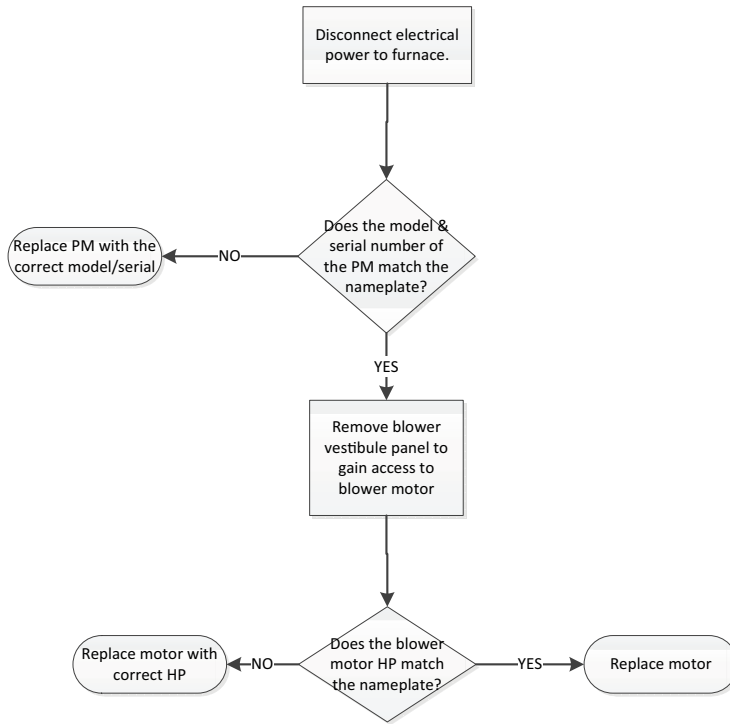 Disconnect electrical
power to furnace.
Does the model &
serial number of
the PM match the
nameplate?
NO
Replace PM with the
correct model/serial
YES
Remove blower
vestibule panel to
gain access to
blower motor
Does the blower
motor HP match
the nameplate?
NO
Replace motor with
correct HP
YES
Replace motor